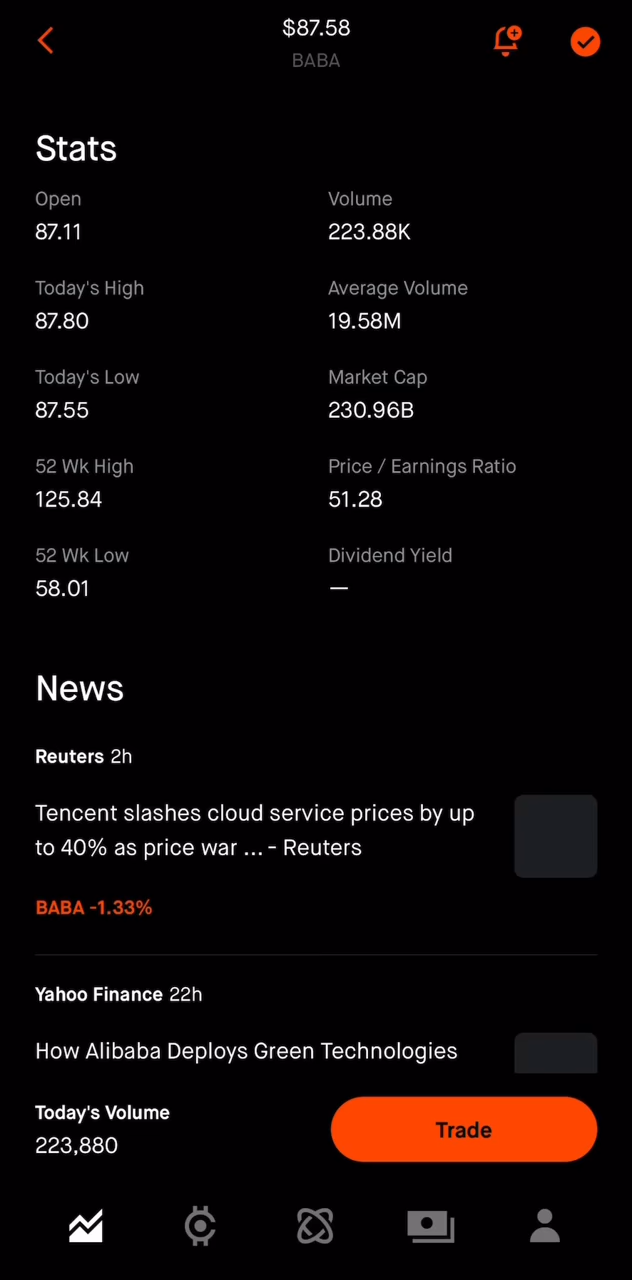 $87.58
BABA
Stats
Open
87.11
Volume
223.88K
Today's High
87.80
Average Volume
19.58M
Today's Low
87.55
Market Cap
230.96B
52 Wk High
125.84
Price / Earnings Ratio
51.28
52 Wk Low
58.01
Dividend Yield
—
News
Reuters 2h
Tencent slashes cloud service prices by up
to 40% as price war ... - Reuters
BABA -1.33%
Yahoo Finance 22h
How Alibaba Deploys Green Technologies
Today's Volume
223,880
Trade